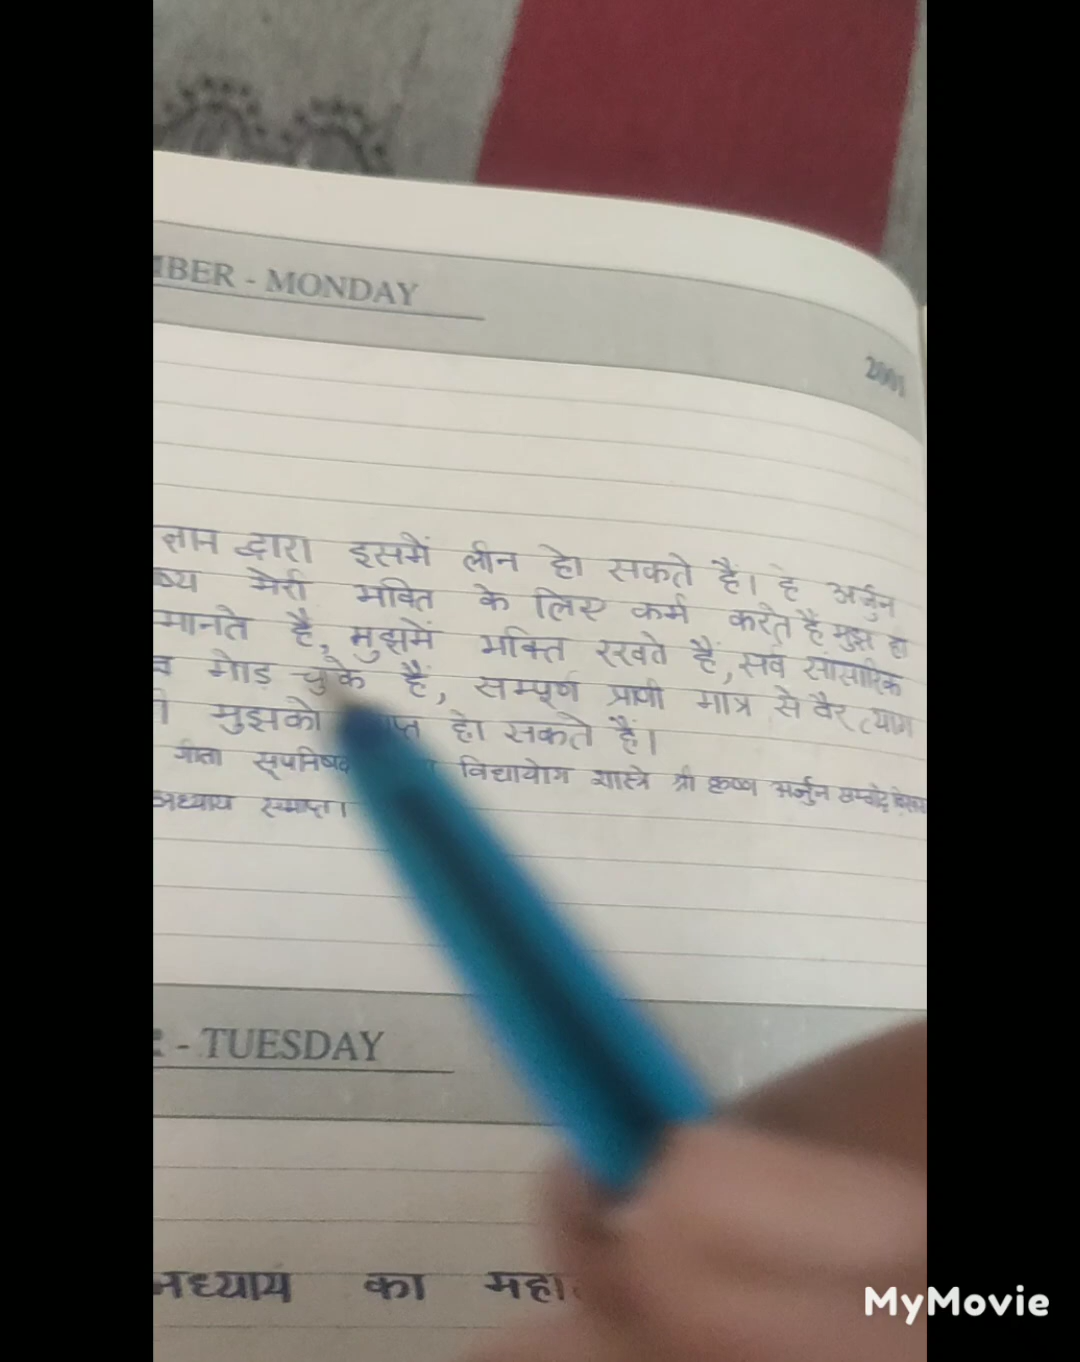 BER - MONDAY
2001
ज्ञान द्वारा इसमें लीन हो सकते हैं। हे अर्जुन
ष्य मेरी भक्ति के लिए कर्म करते हैं मुझ ही
मानते है, मुझमें भक्ति रखते हैं, सर्व सांसारिक
मोड़ चुके हैं, सम्पूर्ण प्राणी मात्र से वैर त्याग
मुझको प्राप्त हो सकते हैं।
गीता सूपनिषद विद्यायोग शास्त्रे श्री कृष्ण अर्जुन
अध्याय समाप्त।
- TUESDAY
अध्याय का महा
MyMovie